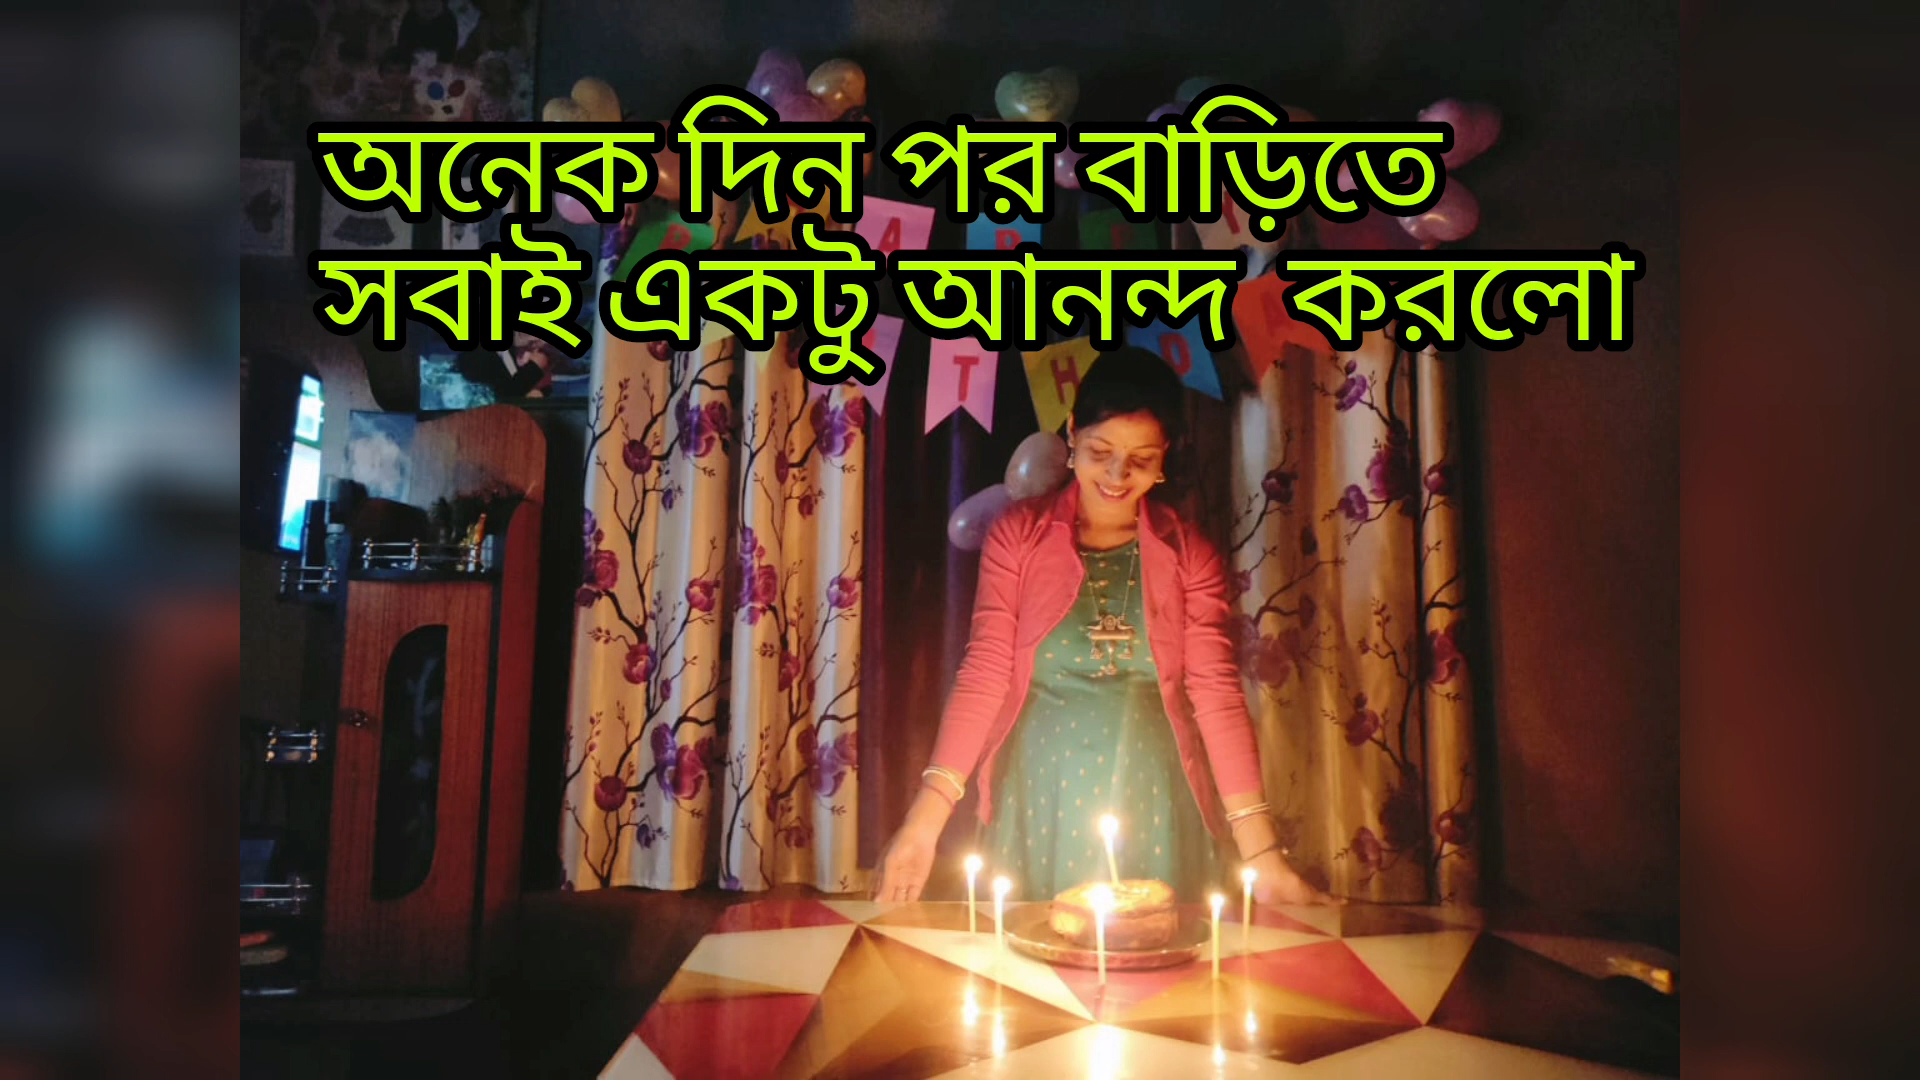 অনেক দিন পর বাড়িতে
সবাই একটু আনন্দ করলো